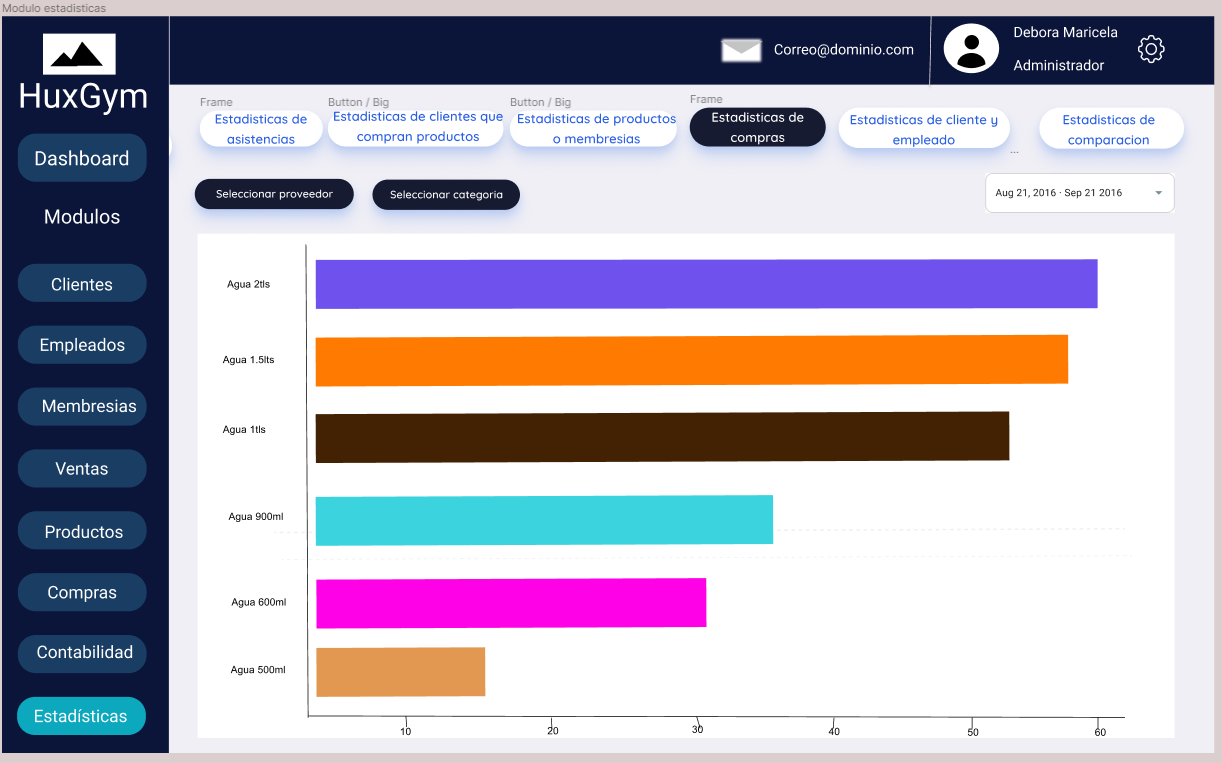 Modulo estadisticas
HuxGym
Correo@dominio.com
Debora Maricela
Administrador
Dashboard
Modulos
Clientes
Empleados
Membresias
Ventas
Productos
Compras
Contabilidad
Estadísticas
Frame
Estadisticas de
asistencias
Button / Big
Estadisticas de clientes que
compran productos
Button / Big
Estadisticas de productos
o membresias
Frame
Estadisticas de
compras
Estadisticas de cliente y
empleado
...
Estadisticas de
comparacion
Seleccionar proveedor
Seleccionar categoria
Aug 21, 2016 - Sep 21 2016
Agua 2tls
Agua 1.5lts
Agua 1tls
Agua 900ml
Agua 600ml
Agua 500ml
10 20 30 40 50 60